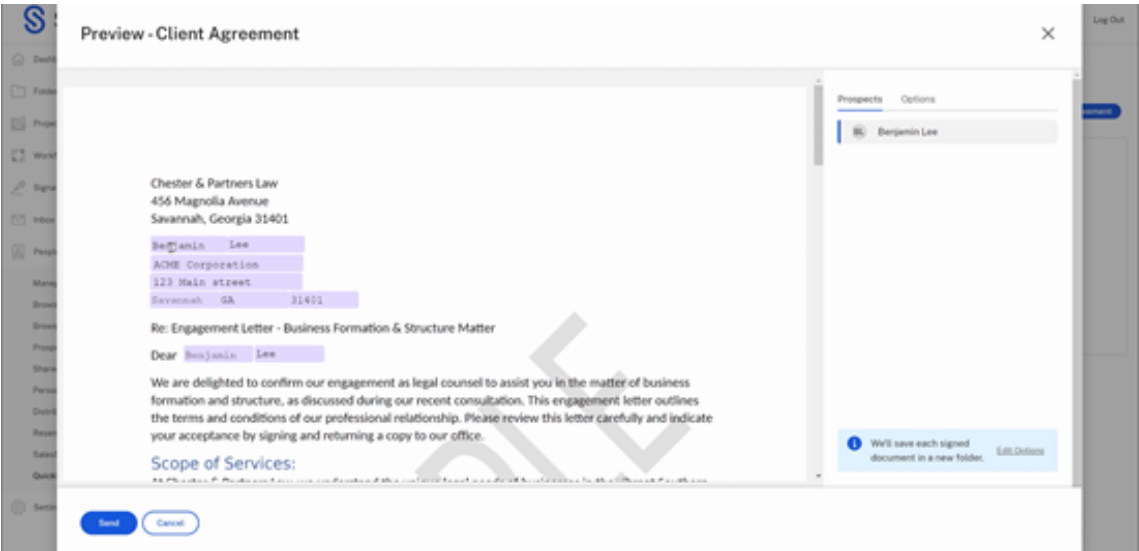 Log Out
Preview - Client Agreement
Prospects Options
BL Benjamin Lee
Chester & Partners Law
456 Magnolia Avenue
Savannah, Georgia 31401
Benjamin Lee
ACME Corporation
123 Main street
Savannah GA 31401
Re: Engagement Letter - Business Formation & Structure Matter
Dear Benjamin Lee
We are delighted to confirm our engagement as legal counsel to assist you in the matter of business
formation and structure, as discussed during our recent consultation. This engagement letter outlines
the terms and conditions of our professional relationship. Please review this letter carefully and indicate
your acceptance by signing and returning a copy to our office.
Scope of Services:
We'll save each signed
document in a new folder.
Edit Options
Send Cancel